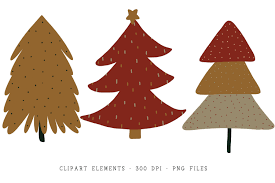 CLIPART ELEMENTS - 300 DPI - PNG FILES